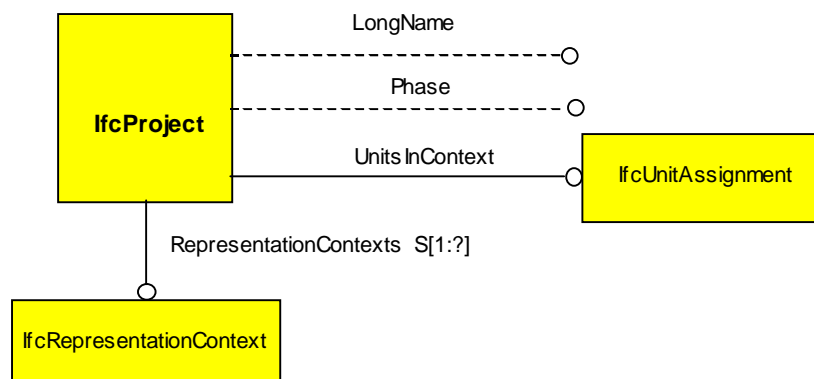 LongName
Phase
IfcProject
UnitsInContext
IfcUnitAssignment
RepresentationContexts S[1:?]
IfcRepresentationContext